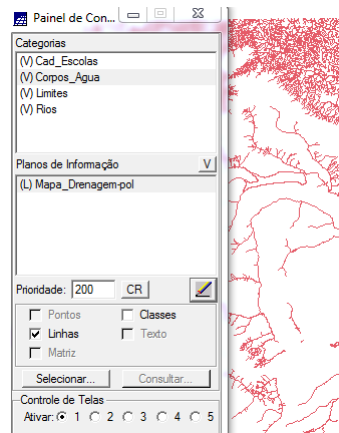 Painel de Con...
Categorias
(V) Cad_Escolas
(V) Corpos_Agua
(V) Limites
(V) Rios
Planos de Informação V
(L) Mapa_Drenagem-pol
Prioridade: 200 CR
Pontos Classes
Linhas Texto
Matriz
Selecionar... Consultar...
Controle de Telas
Ativar: 1 2 3 4 5